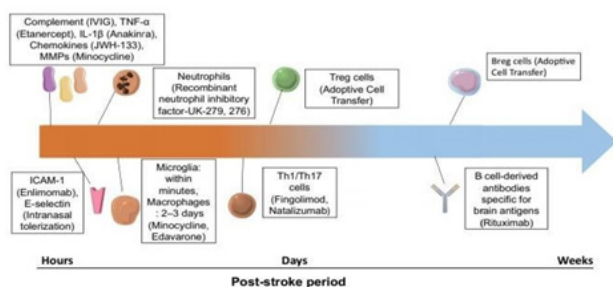 Complement (IVIG), TNF-α
(Etanercept), IL-1β (Anakinra),
Chemokines (JWH-133),
MMPs (Minocycline)
Neutrophils
(Recombinant
neutrophil inhibitory
factor-UK-279, 276)
Treg cells
(Adoptive Cell
Transfer)
Breg cells (Adoptive
Cell Transfer)
ICAM-1
(Enlimomab),
E-selectin
(Intranasal
tolerization)
Microglia:
within
minutes,
Macrophages
: 2–3 days
(Minocycline,
Edavarone)
Th1/Th17
cells
(Fingolimod,
Natalizumab)
B cell-derived
antibodies
specific for
brain antigens
(Rituximab)
Hours Days Weeks
Post-stroke period